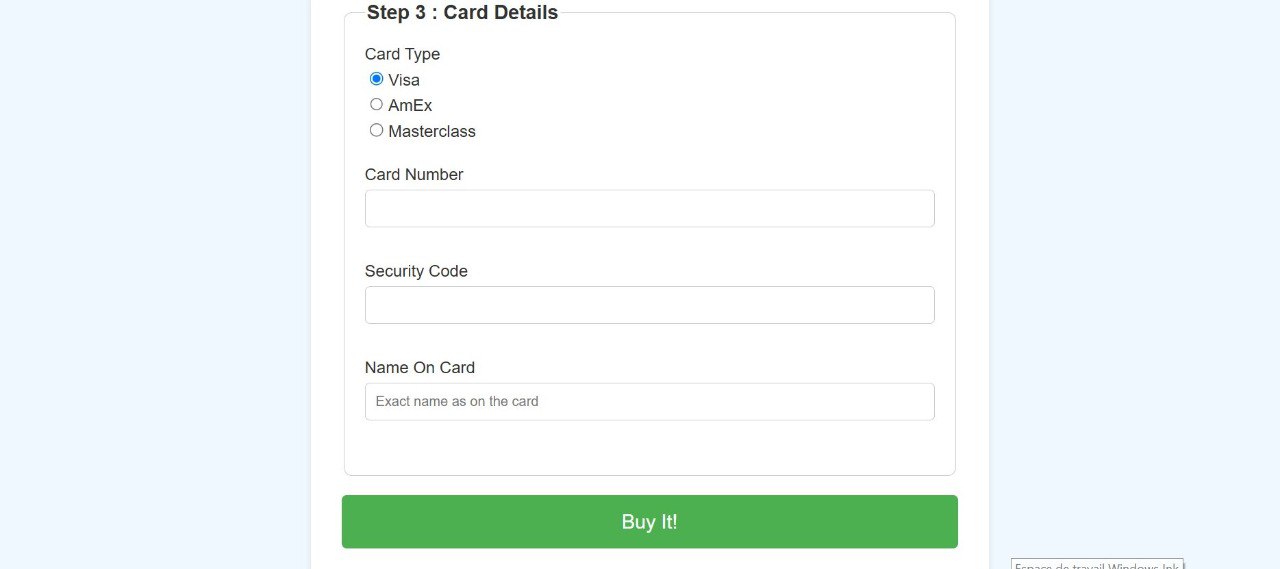 Step 3 : Card Details
Card Type
Visa
AmEx
Masterclass
Card Number
Security Code
Name On Card
Exact name as on the card
Buy It!
Espace de travail Windows Ink